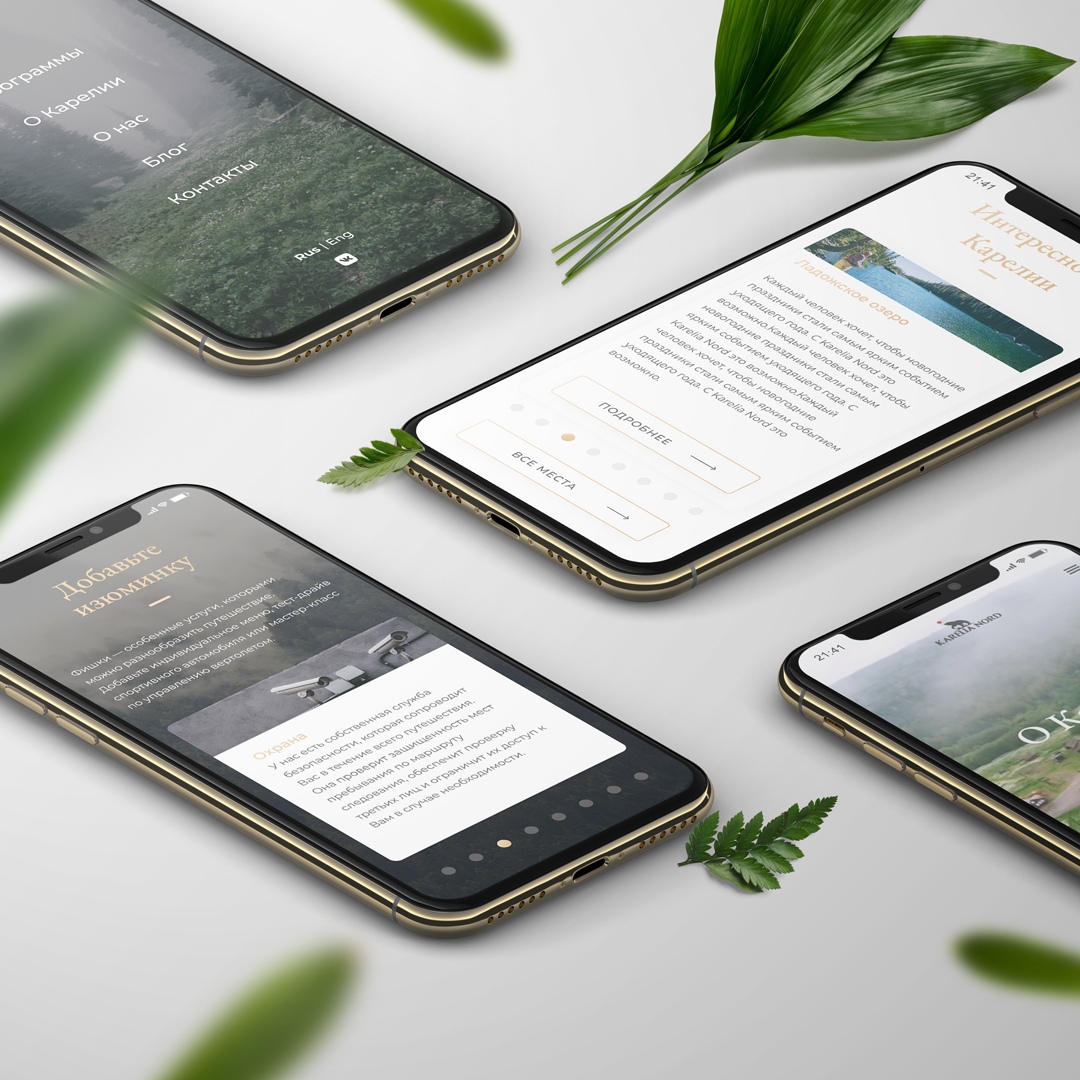 ограммы
О Карелии
О нас
Блог
Контакты
Rus | Eng
21:41
Интересно
Карелии
Ладожское озеро
Каждый человек хочет, чтобы новогодние
праздники стали самым ярким событием
уходящего года. С Karelia Nord это
возможно.Каждый человек хочет, чтобы
новогодние праздники стали самым
ярким событием уходящего года. С
Karelia Nord это возможно.Каждый
человек хочет, чтобы новогодние
праздники стали самым ярким событием
уходящего года. С Karelia Nord это
возможно.
ПОДРОБНЕЕ
ВСЕ МЕСТА
Добавьте
изюминку
Фишки — особенные услуги, которыми
можно разнообразить путешествие.
Добавьте индивидуальное меню, тест-драйв
спортивного автомобиля или мастер-класс
по управлению вертолетом.
Охрана
у нас есть собственная служба
безопасности, которая сопроводит
Вас в течение всего путешествия.
Она проверит защищенность мест
пребывания по маршруту
следования, обеспечит проверку
третьих лиц и ограничит их доступ к
Вам в случае необходимости.
21:41
KARELIA NORD
О К